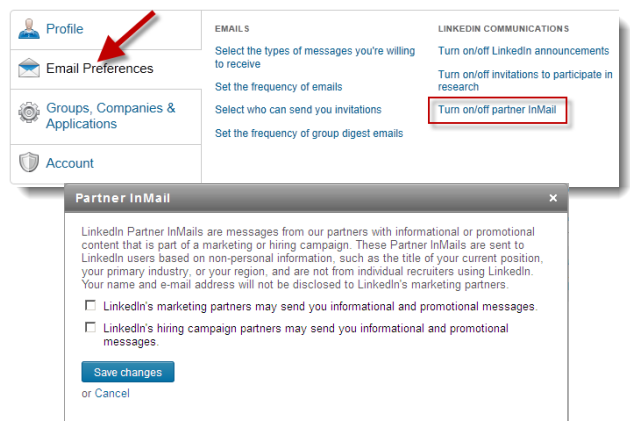 Profile
Email Preferences
Groups, Companies &
Applications
Account
EMAILS
Select the types of messages you're willing
to receive
Set the frequency of emails
Select who can send you invitations
Set the frequency of group digest emails
LINKEDIN COMMUNICATIONS
Turn on/off LinkedIn announcements
Turn on/off invitations to participate in
research
Turn on/off partner InMail
Partner InMail ×
LinkedIn Partner InMails are messages from our partners with informational or promotional
content that is part of a marketing or hiring campaign. These Partner InMails are sent to
LinkedIn users based on non-personal information, such as the title of your current position,
your primary industry, or your region, and are not from individual recruiters using LinkedIn.
Your name and e-mail address will not be disclosed to LinkedIn's marketing partners.
LinkedIn's marketing partners may send you informational and promotional messages.
LinkedIn's hiring campaign partners may send you informational and promotional
messages.
Save changes
or Cancel